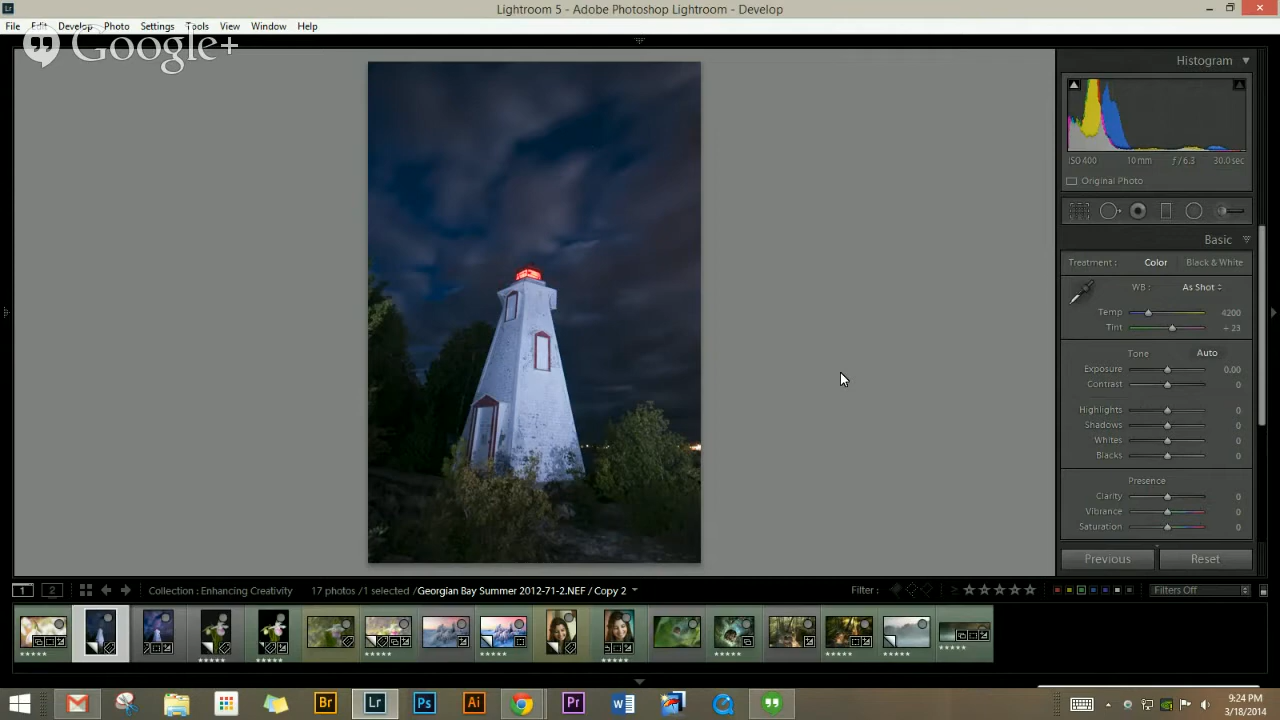 Lr
Lightroom 5 - Adobe Photoshop Lightroom - Develop
File Edit Develop Photo Settings Tools View Window Help
Google+
Histogram
ISO 400 10 mm ƒ / 6.3 30.0 sec
Original Photo
Basic
Treatment : Color Black & White
WB : As Shot
Temp 4200
Tint + 23
Tone Auto
Exposure 0.00
Contrast 0
Highlights 0
Shadows 0
Whites 0
Blacks 0
Presence
Clarity 0
Vibrance 0
Saturation 0
Previous Reset
1 2 Collection : Enhancing Creativity 17 photos /1 selected /Georgian Bay Summer 2012-71-2.NEF / Copy 2 Filter : Filters Off
Br Lr Ps Ai Pr
9:24 PM
3/18/2014